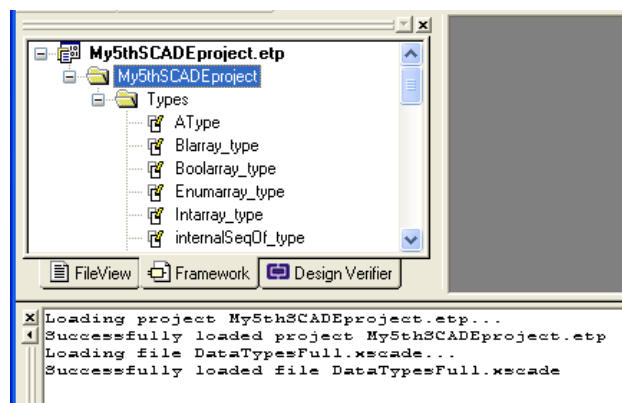 My5thSCADEproject.etp
My5thSCADEproject
Types
AType
Blarray_type
Boolarray_type
Enumarray_type
Intarray_type
internalSeqOf_type
FileView Framework Design Verifier
Loading project My5thSCADEproject.etp...
Successfully loaded project My5thSCADEproject.etp
Loading file DataTypesFull.xscade...
Successfully loaded file DataTypesFull.xscade